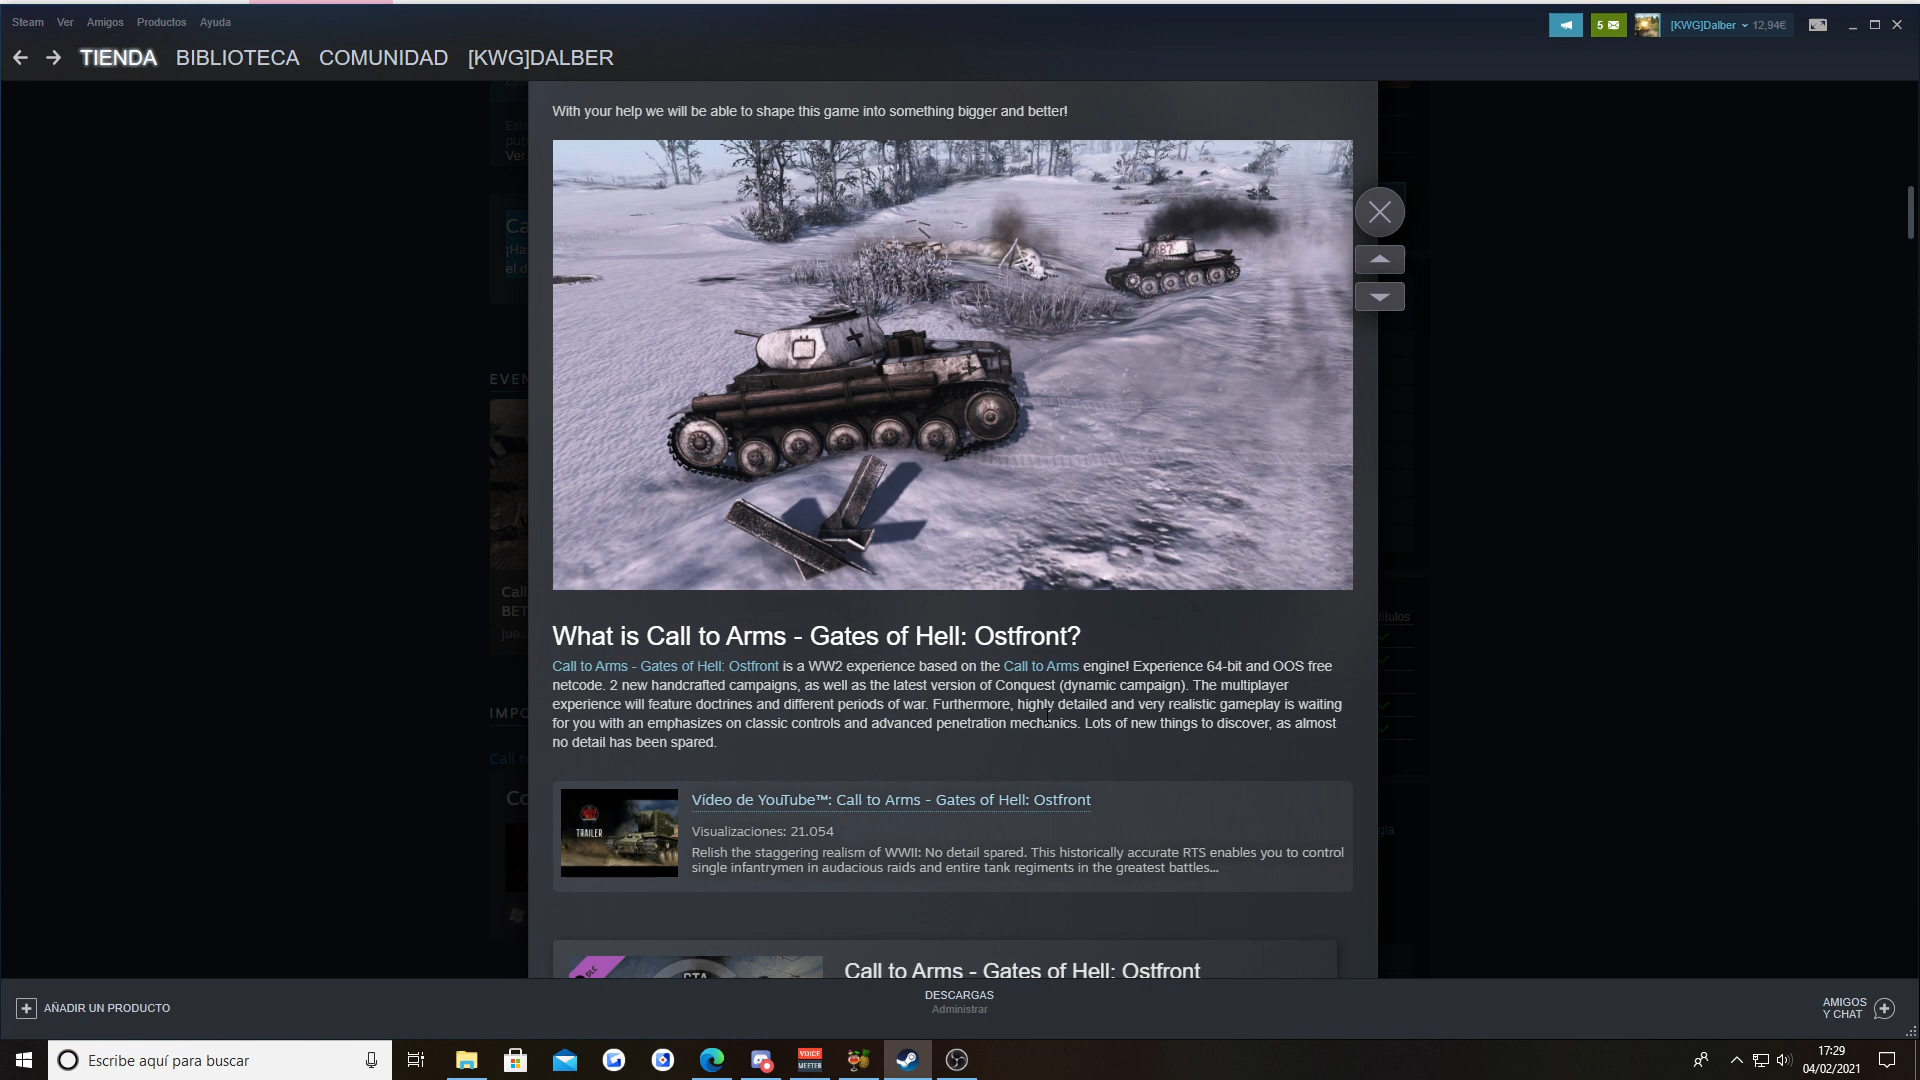 Steam Ver Amigos Productos Ayuda
5 [KWG]Dalber 12,94€
TIENDA BIBLIOTECA COMUNIDAD [KWG]DALBER
With your help we will be able to shape this game into something bigger and better!
Ver
EVEN
Call
BET
IMPO
What is Call to Arms - Gates of Hell: Ostfront?
Call to Arms - Gates of Hell: Ostfront is a WW2 experience based on the Call to Arms engine! Experience 64-bit and OOS free
netcode. 2 new handcrafted campaigns, as well as the latest version of Conquest (dynamic campaign). The multiplayer
experience will feature doctrines and different periods of war. Furthermore, highly detailed and very realistic gameplay is waiting
for you with an emphasizes on classic controls and advanced penetration mechanics. Lots of new things to discover, as almost
no detail has been spared.
TRAILER
Vídeo de YouTube™: Call to Arms - Gates of Hell: Ostfront
Visualizaciones: 21.054
Relish the staggering realism of WWII: No detail spared. This historically accurate RTS enables you to control
single infantrymen in audacious raids and entire tank regiments in the greatest battles...
DLC
Call to Arms - Gates of Hell: Ostfront
AÑADIR UN PRODUCTO
DESCARGAS
Administrar
AMIGOS
Y CHAT
Escribe aquí para buscar
VOICE
MEETER
17:29
04/02/2021